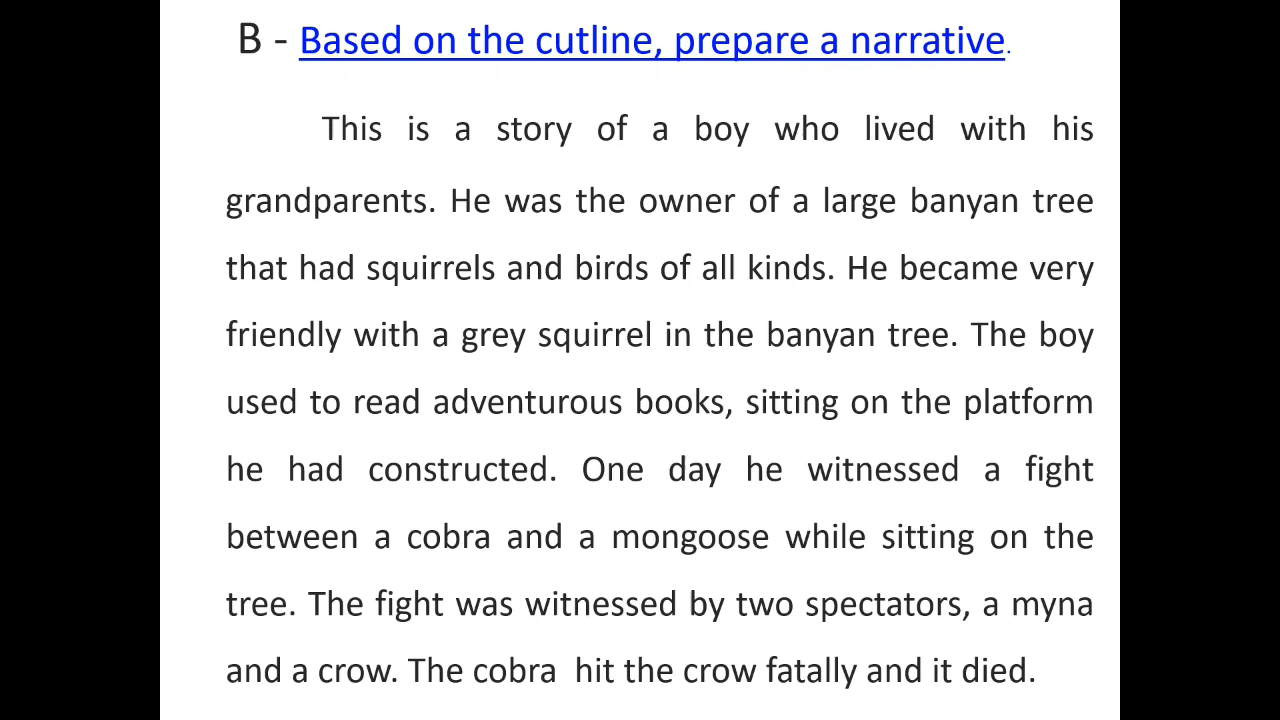 B - Based on the cutline, prepare a narrative.
This is a story of a boy who lived with his
grandparents. He was the owner of a large banyan tree
that had squirrels and birds of all kinds. He became very
friendly with a grey squirrel in the banyan tree. The boy
used to read adventurous books, sitting on the platform
he had constructed. One day he witnessed a fight
between a cobra and a mongoose while sitting on the
tree. The fight was witnessed by two spectators, a myna
and a crow. The cobra hit the crow fatally and it died.